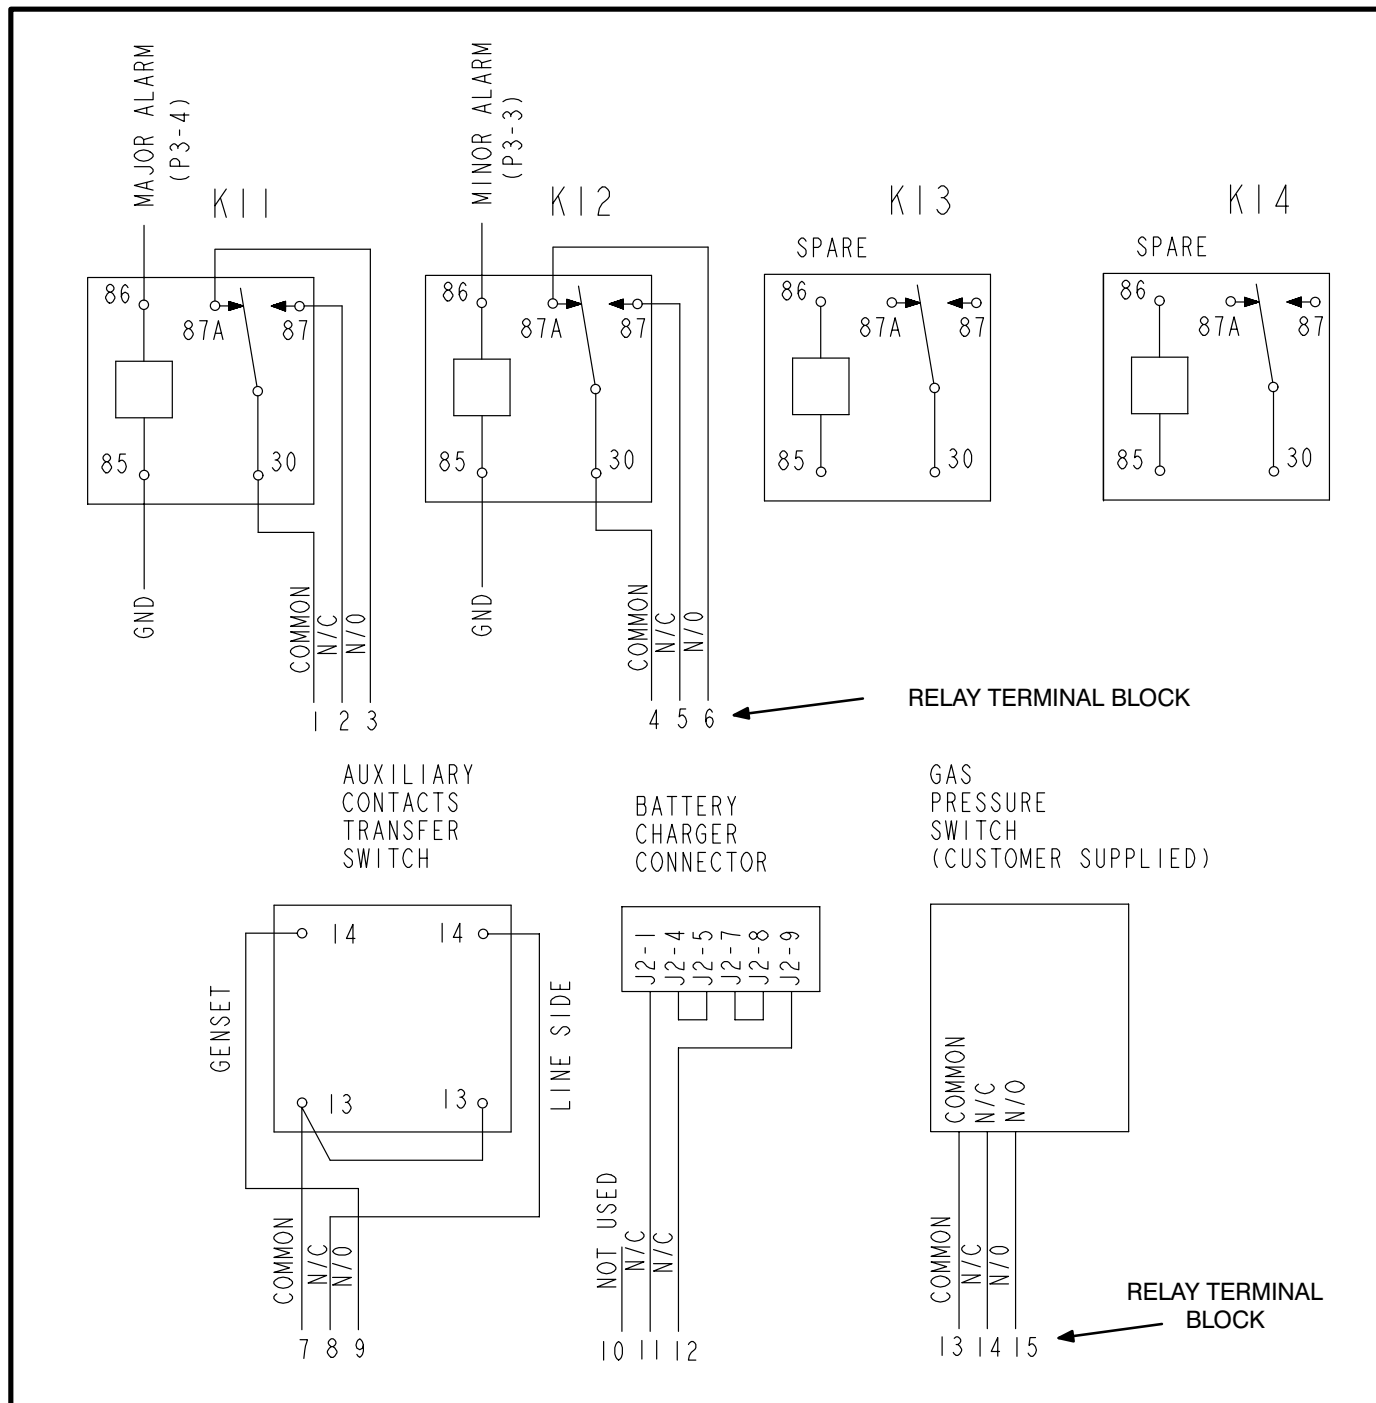 MAJOR ALARM
(P3-4)
K11
MINOR ALARM
(P3-3)
K12
K13
SPARE
K14
SPARE
86
87A
87
85
30
86
87A
87
85
30
86
87A
87
85
30
86
87A
87
85
30
GND
COMMON
N/C
N/O
GND
COMMON
N/C
N/O
1 2 3
4 5 6
RELAY TERMINAL BLOCK
AUXILIARY
CONTACTS
TRANSFER
SWITCH
BATTERY
CHARGER
CONNECTOR
GAS
PRESSURE
SWITCH
(CUSTOMER SUPPLIED)
14
14
GENSET
LINE SIDE
13
13
COMMON
N/C
N/O
7 8 9
J2-1
J2-4
J2-5
J2-7
J2-8
J2-9
NOT USED
N/C
N/C
10 11 12
COMMON
N/C
N/O
COMMON
N/C
N/O
13 14 15
RELAY TERMINAL
BLOCK